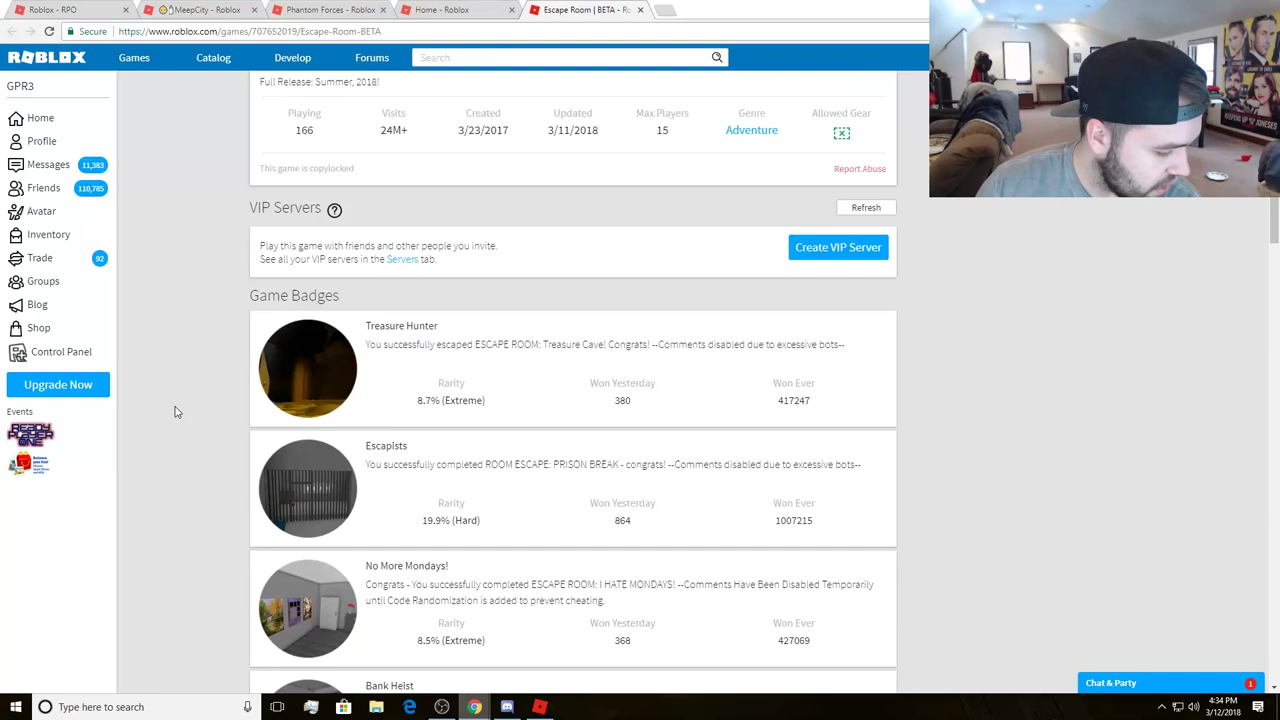 Roblox - RPO
MeepCity - Roblox
Phantom Forces - Roblox
Home - Roblox
Escape Room | BETA - Ro
Secure
https://www.roblox.com/games/707652019/Escape-Room-BETA
ROBLOX
Games
Catalog
Develop
Forums
Search
GPR3
Home
Profile
Messages 11,383
Friends 110,785
Avatar
Inventory
Trade 92
Groups
Blog
Shop
Control Panel
Upgrade Now
Events
READY PLAYER ONE
Full Release: Summer, 2018!
Playing Visits Created Updated Max Players Genre Allowed Gear
166 24M+ 3/23/2017 3/11/2018 15 Adventure
This game is copylocked Report Abuse
VIP Servers ? Refresh
Play this game with friends and other people you invite.
See all your VIP servers in the Servers tab.
Create VIP Server
Game Badges
Treasure Hunter
You successfully escaped ESCAPE ROOM: Treasure Cave! Congrats! --Comments disabled due to excessive bots--
Rarity Won Yesterday Won Ever
8.7% (Extreme) 380 417247
Escapists
You successfully completed ROOM ESCAPE: PRISON BREAK - congrats! --Comments disabled due to excessive bots--
Rarity Won Yesterday Won Ever
19.9% (Hard) 864 1007215
No More Mondays!
Congrats - You successfully completed ESCAPE ROOM: I HATE MONDAYS! --Comments Have Been Disabled Temporarily
until Code Randomization is added to prevent cheating.
Rarity Won Yesterday Won Ever
8.5% (Extreme) 368 427069
Bank Heist
KEEPING UP WITH THE JONESES
Chat & Party 1
Type here to search
4:34 PM
3/12/2018